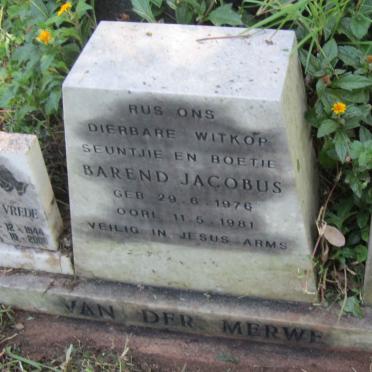 RUS ONS
DIERBARE WITKOP
SEUNTJIE EN BOETIE
BAREND JACOBUS
GEB 29.6.1976
OORL 11.5.1981
VEILIG IN JESUS ARMS
VAN DER MERWE
VREDE